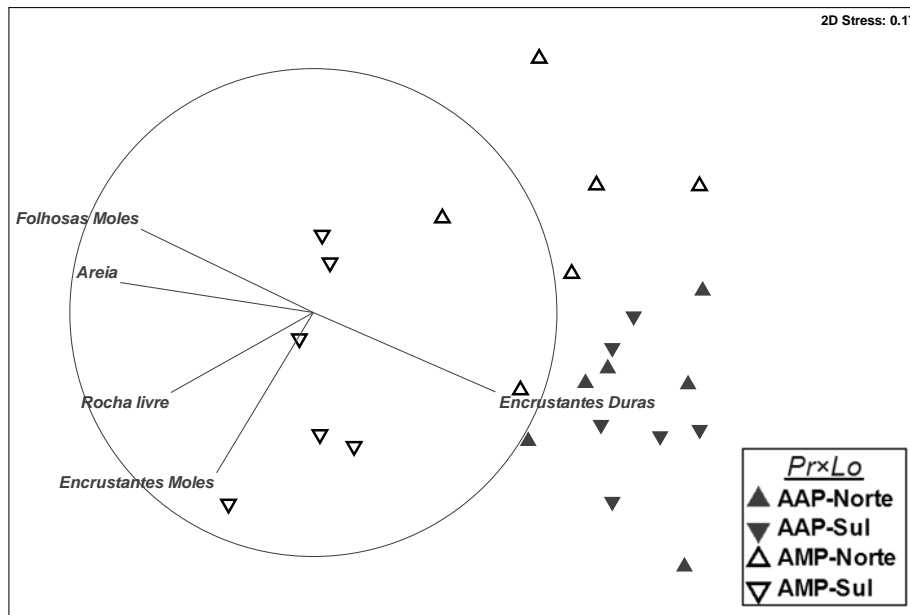 2D Stress: 0.17
Folhosas Moles
Areia
Rocha livre
Encrustantes Duras
Encrustantes Moles
Pr×Lo
AAP-Norte
AAP-Sul
AMP-Norte
AMP-Sul